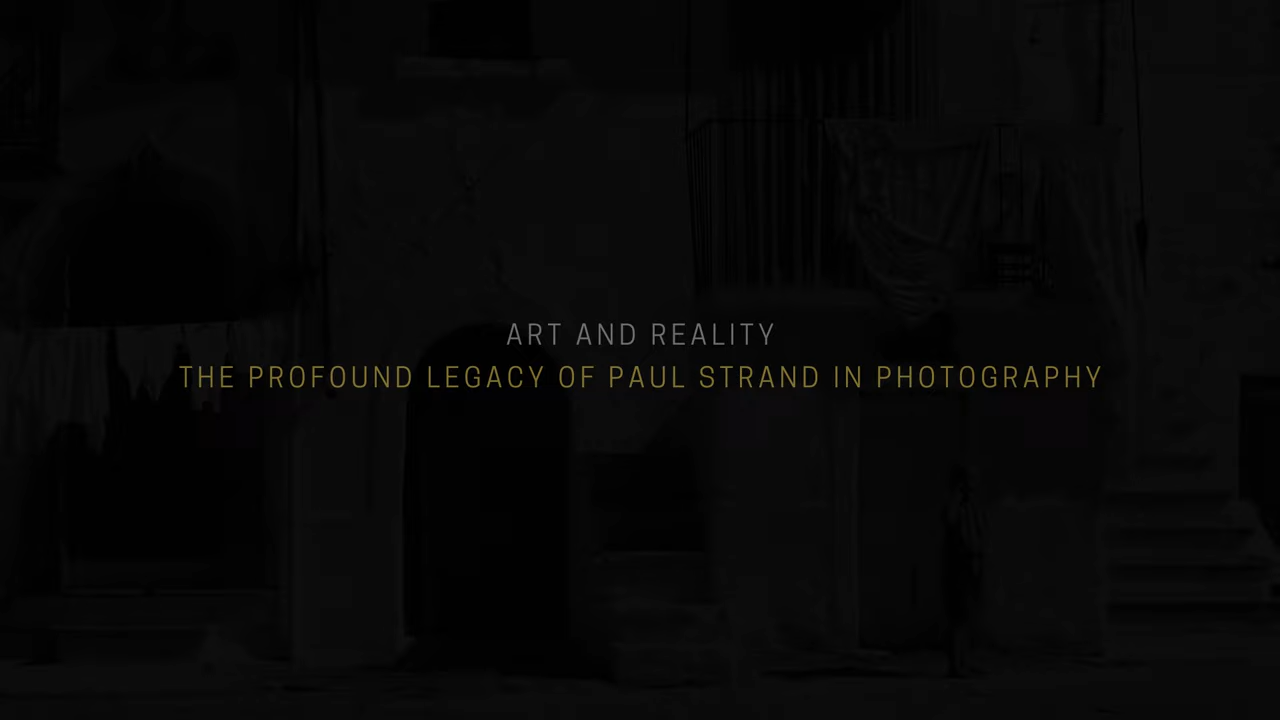 ART AND REALITY
THE PROFOUND LEGACY OF PAUL STRAND IN PHOTOGRAPHY